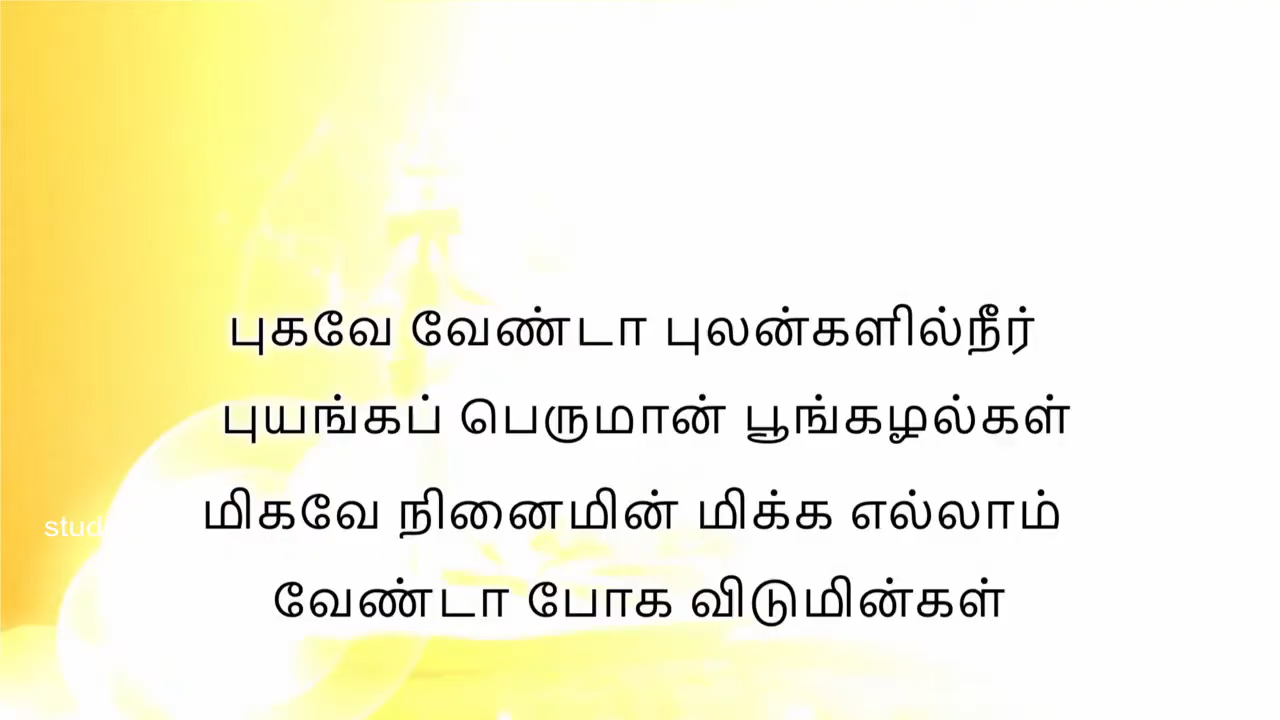 புகவே வேண்டா புலன்களில்நீர்
புயங்கப் பெருமான் பூங்கழல்கள்
மிகவே நினைமின் மிக்க எல்லாம்
வேண்டா போக விடுமின்கள்